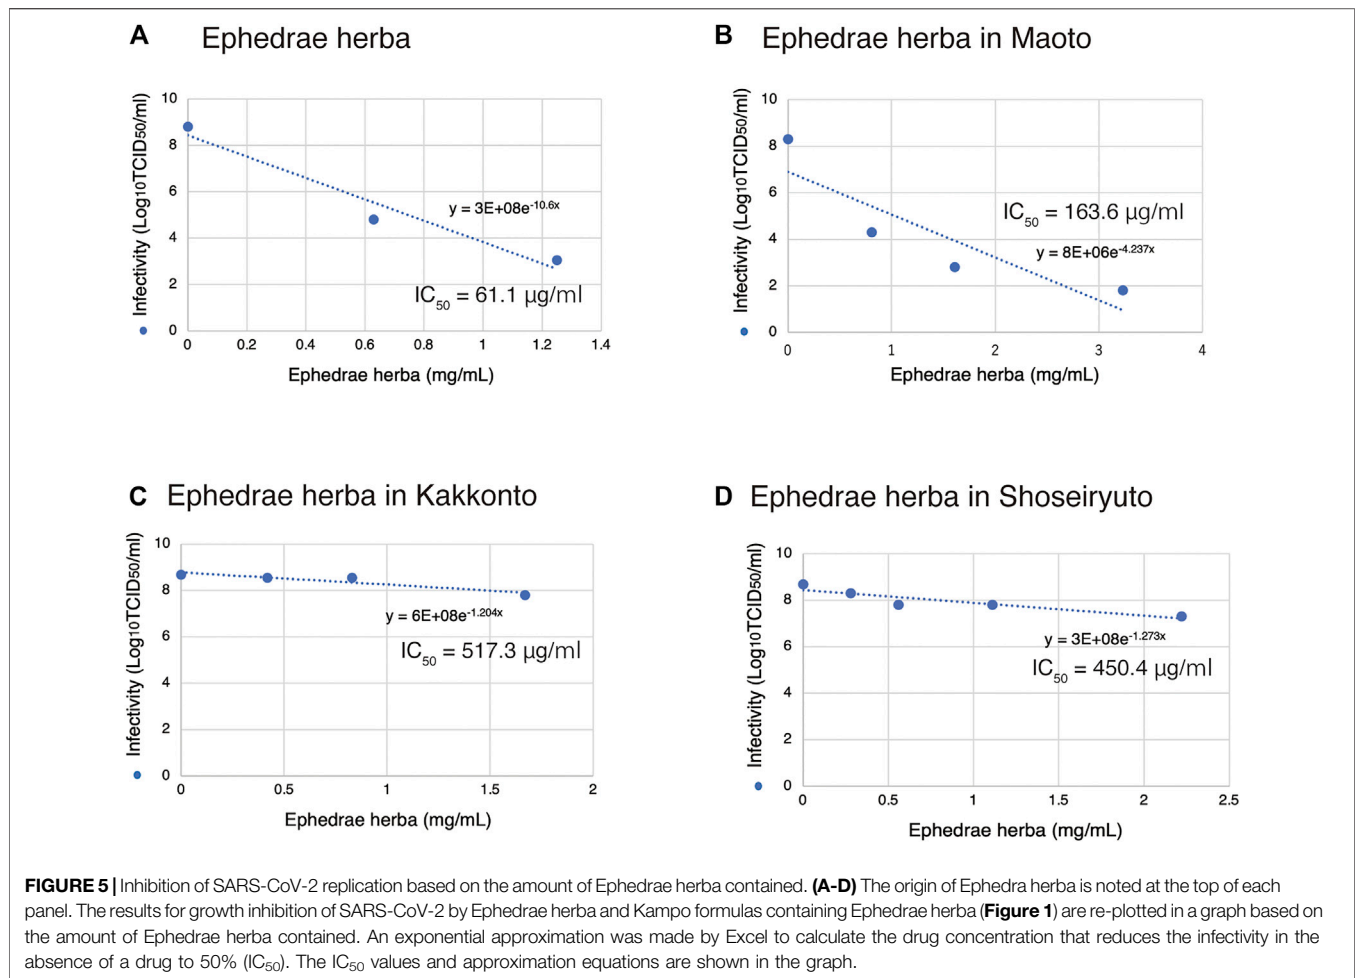 A Ephedrae herba
Infectivity (Log10TCID50/ml)
10
8
6
4
2
0
y = 3E+08e-10.6x
IC50 = 61.1 µg/ml
0 0.2 0.4 0.6 0.8 1 1.2 1.4
Ephedrae herba (mg/mL)
B Ephedrae herba in Maoto
Infectivity (Log10TCID50/ml)
10
8
6
4
2
0
IC50 = 163.6 µg/ml
y = 8E+06e-4.237x
0 1 2 3 4
Ephedrae herba (mg/mL)
C Ephedrae herba in Kakkonto
Infectivity (Log10TCID50/ml)
10
8
6
4
2
0
y = 6E+08e-1.204x
IC50 = 517.3 µg/ml
0 0.5 1 1.5 2
Ephedrae herba (mg/mL)
D Ephedrae herba in Shoseiryuto
Infectivity (Log10TCID50/ml)
10
8
6
4
2
0
y = 3E+08e-1.273x
IC50 = 450.4 µg/ml
0 0.5 1 1.5 2 2.5
Ephedrae herba (mg/mL)
FIGURE 5 | Inhibition of SARS-CoV-2 replication based on the amount of Ephedrae herba contained. (A-D) The origin of Ephedra herba is noted at the top of each
panel. The results for growth inhibition of SARS-CoV-2 by Ephedrae herba and Kampo formulas containing Ephedrae herba (Figure 1) are re-plotted in a graph based on
the amount of Ephedrae herba contained. An exponential approximation was made by Excel to calculate the drug concentration that reduces the infectivity in the
absence of a drug to 50% (IC50). The IC50 values and approximation equations are shown in the graph.